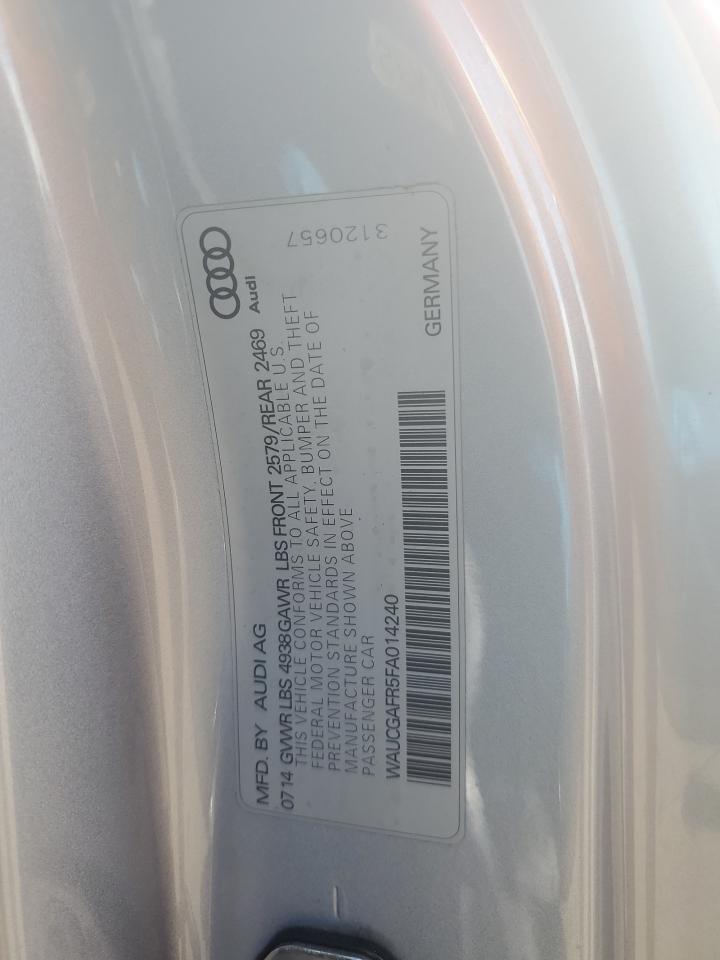 MFD. BY AUDI AG
Audi
0714 GVWR LBS 4938 GAWR LBS FRONT 2579/REAR 2469
THIS VEHICLE CONFORMS TO ALL APPLICABLE U.S.
FEDERAL MOTOR VEHICLE SAFETY, BUMPER AND THEFT
PREVENTION STANDARDS IN EFFECT ON THE DATE OF
MANUFACTURE SHOWN ABOVE
PASSENGER CAR
3120657
WAUCGAFR5FA014240
GERMANY